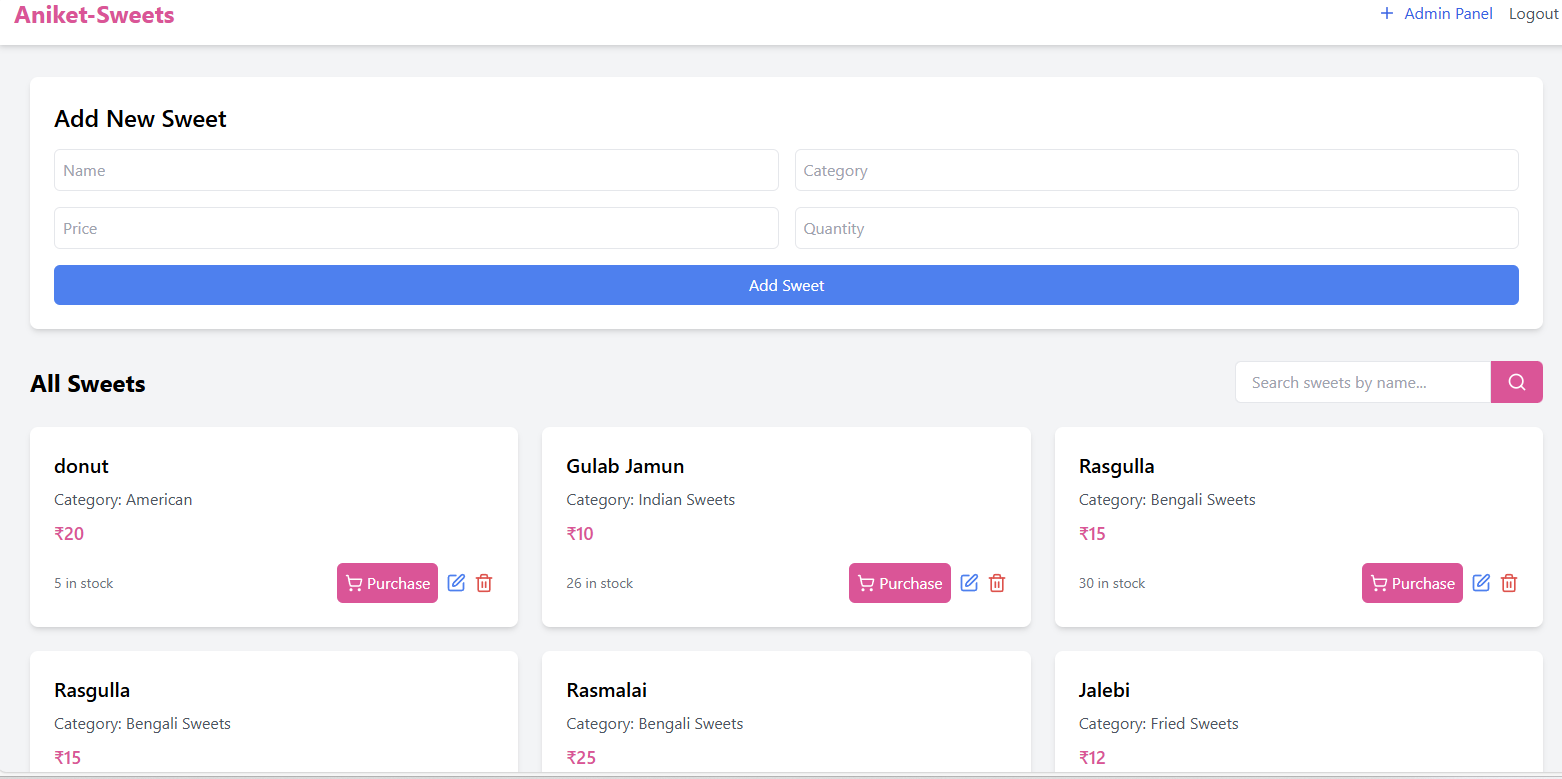 Aniket-Sweets
+ Admin Panel Logout
Add New Sweet
Name Category
Price Quantity
Add Sweet
All Sweets
Search sweets by name...
donut
Category: American
₹20
5 in stock Purchase
Gulab Jamun
Category: Indian Sweets
₹10
26 in stock Purchase
Rasgulla
Category: Bengali Sweets
₹15
30 in stock Purchase
Rasgulla
Category: Bengali Sweets
₹15
Rasmalai
Category: Bengali Sweets
₹25
Jalebi
Category: Fried Sweets
₹12